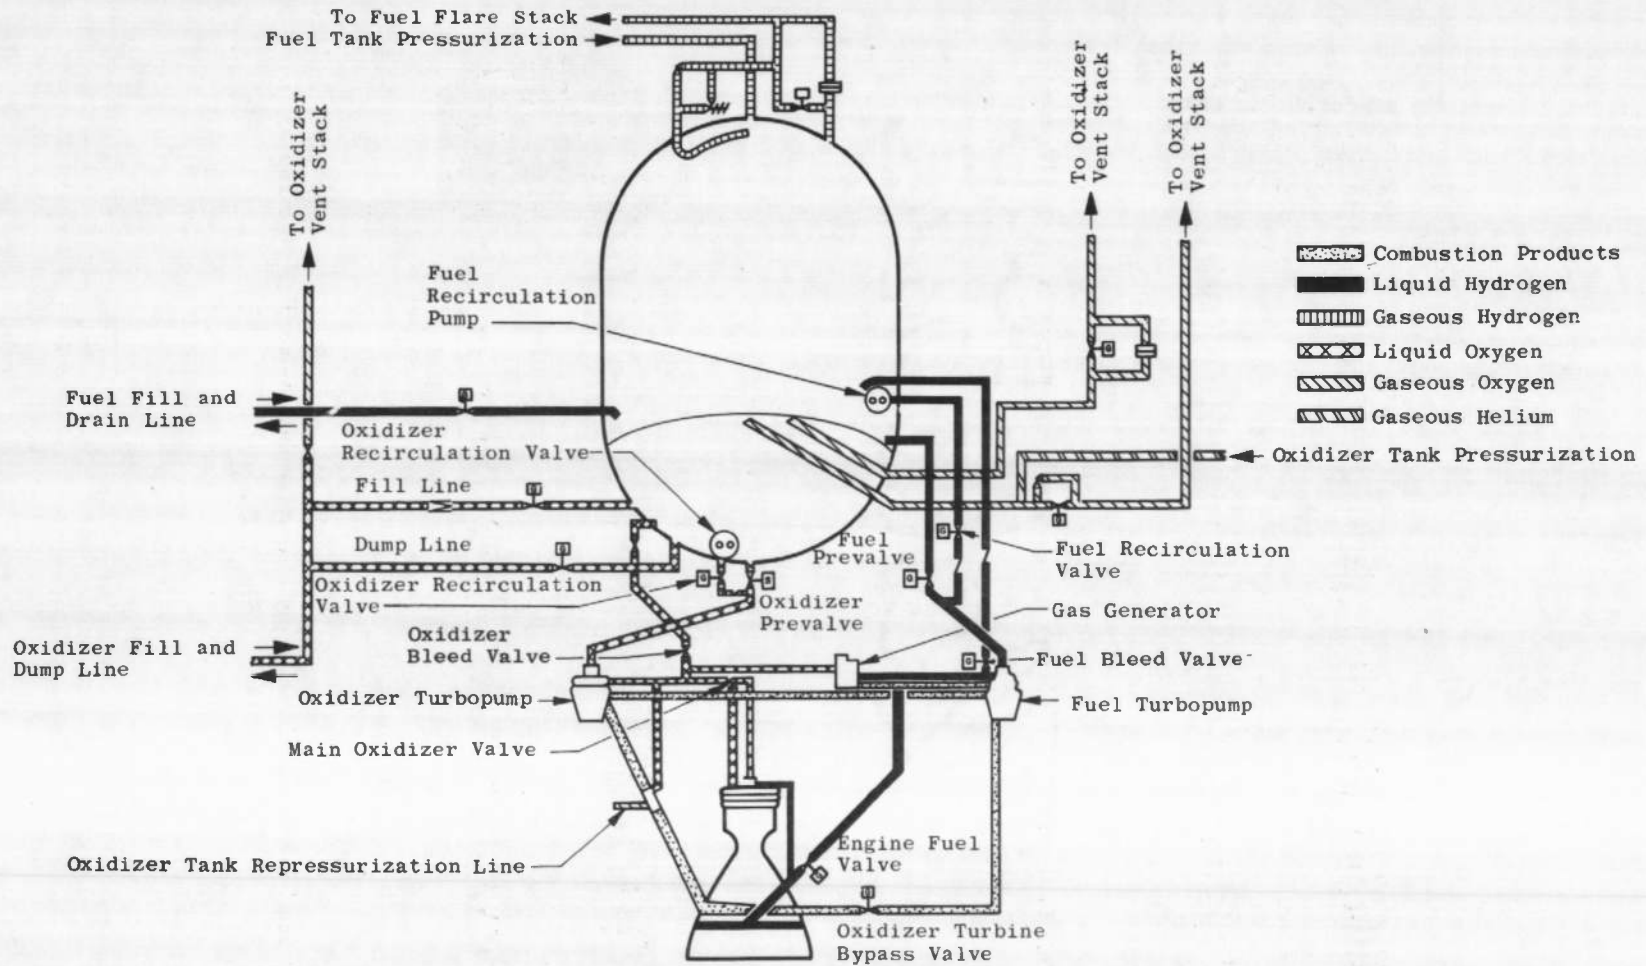 To Fuel Flare Stack
Fuel Tank Pressurization
To Oxidizer
Vent Stack
To Oxidizer
Vent Stack
To Oxidizer
Vent Stack
Fuel
Recirculation
Pump
Combustion Products
Liquid Hydrogen
Gaseous Hydrogen
Liquid Oxygen
Gaseous Oxygen
Gaseous Helium
Fuel Fill and
Drain Line
Oxidizer
Recirculation Valve
Oxidizer Tank Pressurization
Fill Line
Dump Line
Fuel
Prevalve
Fuel Recirculation
Valve
Oxidizer Recirculation
Valve
Oxidizer
Prevalve
Gas Generator
Oxidizer Fill and
Dump Line
Oxidizer
Bleed Valve
Fuel Bleed Valve
Oxidizer Turbopump
Fuel Turbopump
Main Oxidizer Valve
Oxidizer Tank Repressurization Line
Engine Fuel
Valve
Oxidizer Turbine
Bypass Valve